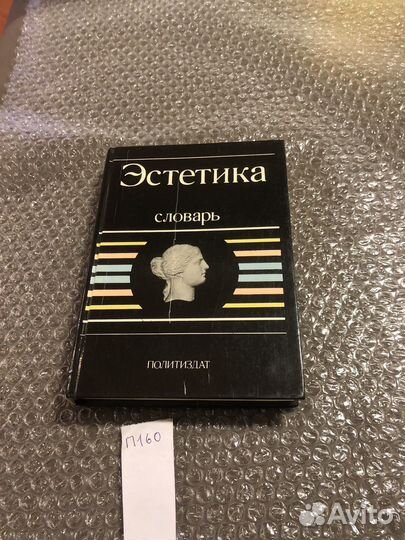 Эстетика
словарь
ПОЛИТИЗДАТ
П160
Avito